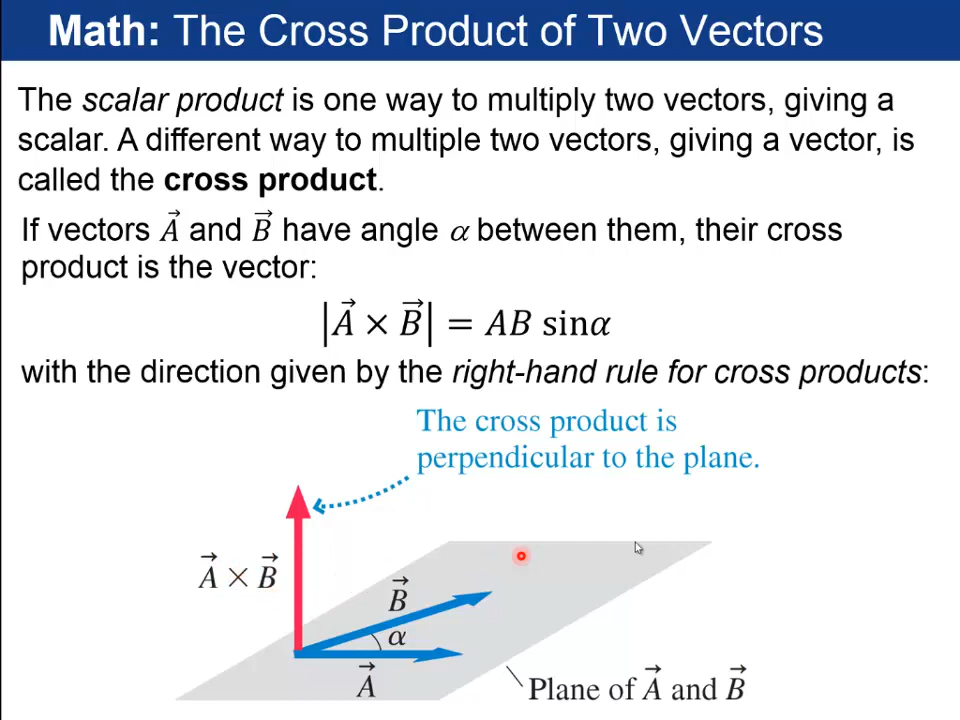 Math: The Cross Product of Two Vectors
The scalar product is one way to multiply two vectors, giving a
scalar. A different way to multiple two vectors, giving a vector, is
called the cross product.
If vectors A⃗ and B⃗ have angle α between them, their cross
product is the vector:
|A⃗ × B⃗| = AB sinα
with the direction given by the right-hand rule for cross products:
The cross product is
perpendicular to the plane.
A⃗ × B⃗
B⃗
α
A⃗
Plane of A⃗ and B⃗